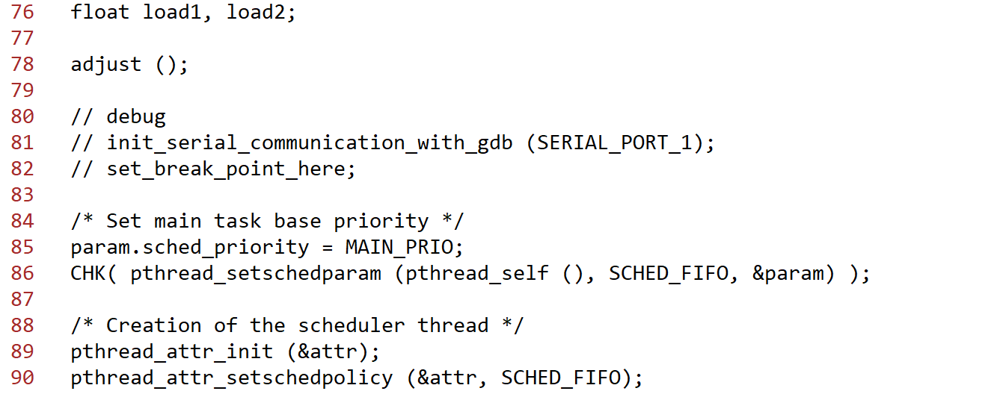 76 float load1, load2;
77
78 adjust ();
79
80 // debug
81 // init_serial_communication_with_gdb (SERIAL_PORT_1);
82 // set_break_point_here;
83
84 /* Set main task base priority */
85 param.sched_priority = MAIN_PRIO;
86 CHK( pthread_setschedparam (pthread_self (), SCHED_FIFO, &param) );
87
88 /* Creation of the scheduler thread */
89 pthread_attr_init (&attr);
90 pthread_attr_setschedpolicy (&attr, SCHED_FIFO);